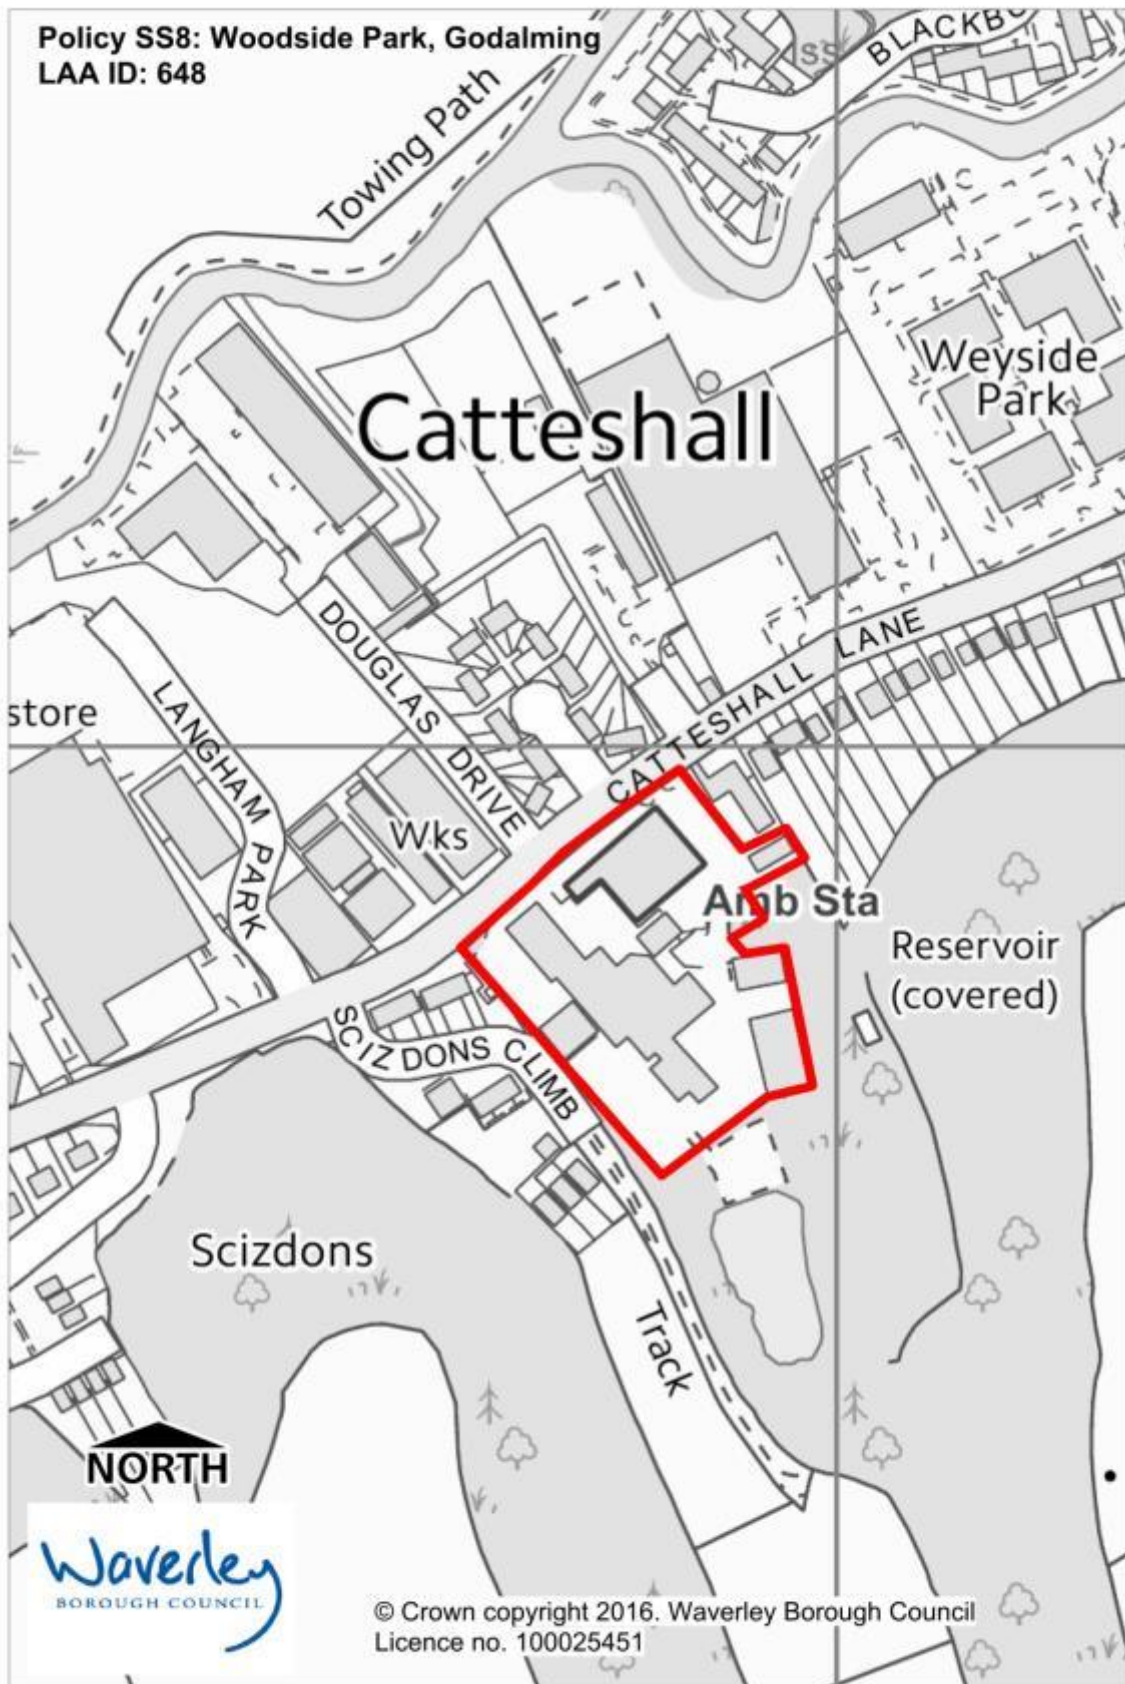 Policy SS8: Woodside Park, Godalming
LAA ID: 648
SS
Towing Path
Catteshall
Weyside
Park
DOUGLAS DRIVE
LANGHAM PARK
CATTESHALL LANE
store
Wks
Amb Sta
Reservoir
(covered)
SCIZDONS CLIMB
Scizdons
Track
NORTH
Waverley
BOROUGH COUNCIL
© Crown copyright 2016. Waverley Borough Council
Licence no. 100025451